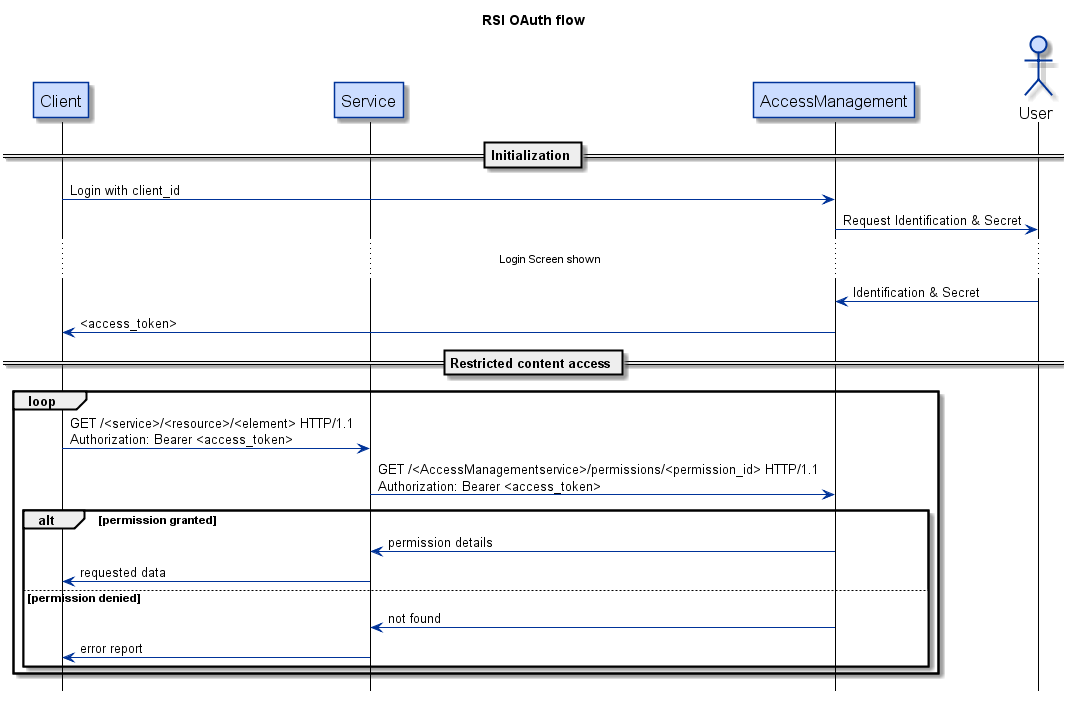 RSI OAuth flow
Client
Service
AccessManagement
User
Initialization
Login with client_id
Request Identification & Secret
Login Screen shown
Identification & Secret
<access_token>
Restricted content access
loop
GET /<service>/<resource>/<element> HTTP/1.1
Authorization: Bearer <access_token>
GET /<AccessManagementservice>/permissions/<permission_id> HTTP/1.1
Authorization: Bearer <access_token>
alt
[permission granted]
permission details
requested data
[permission denied]
not found
error report